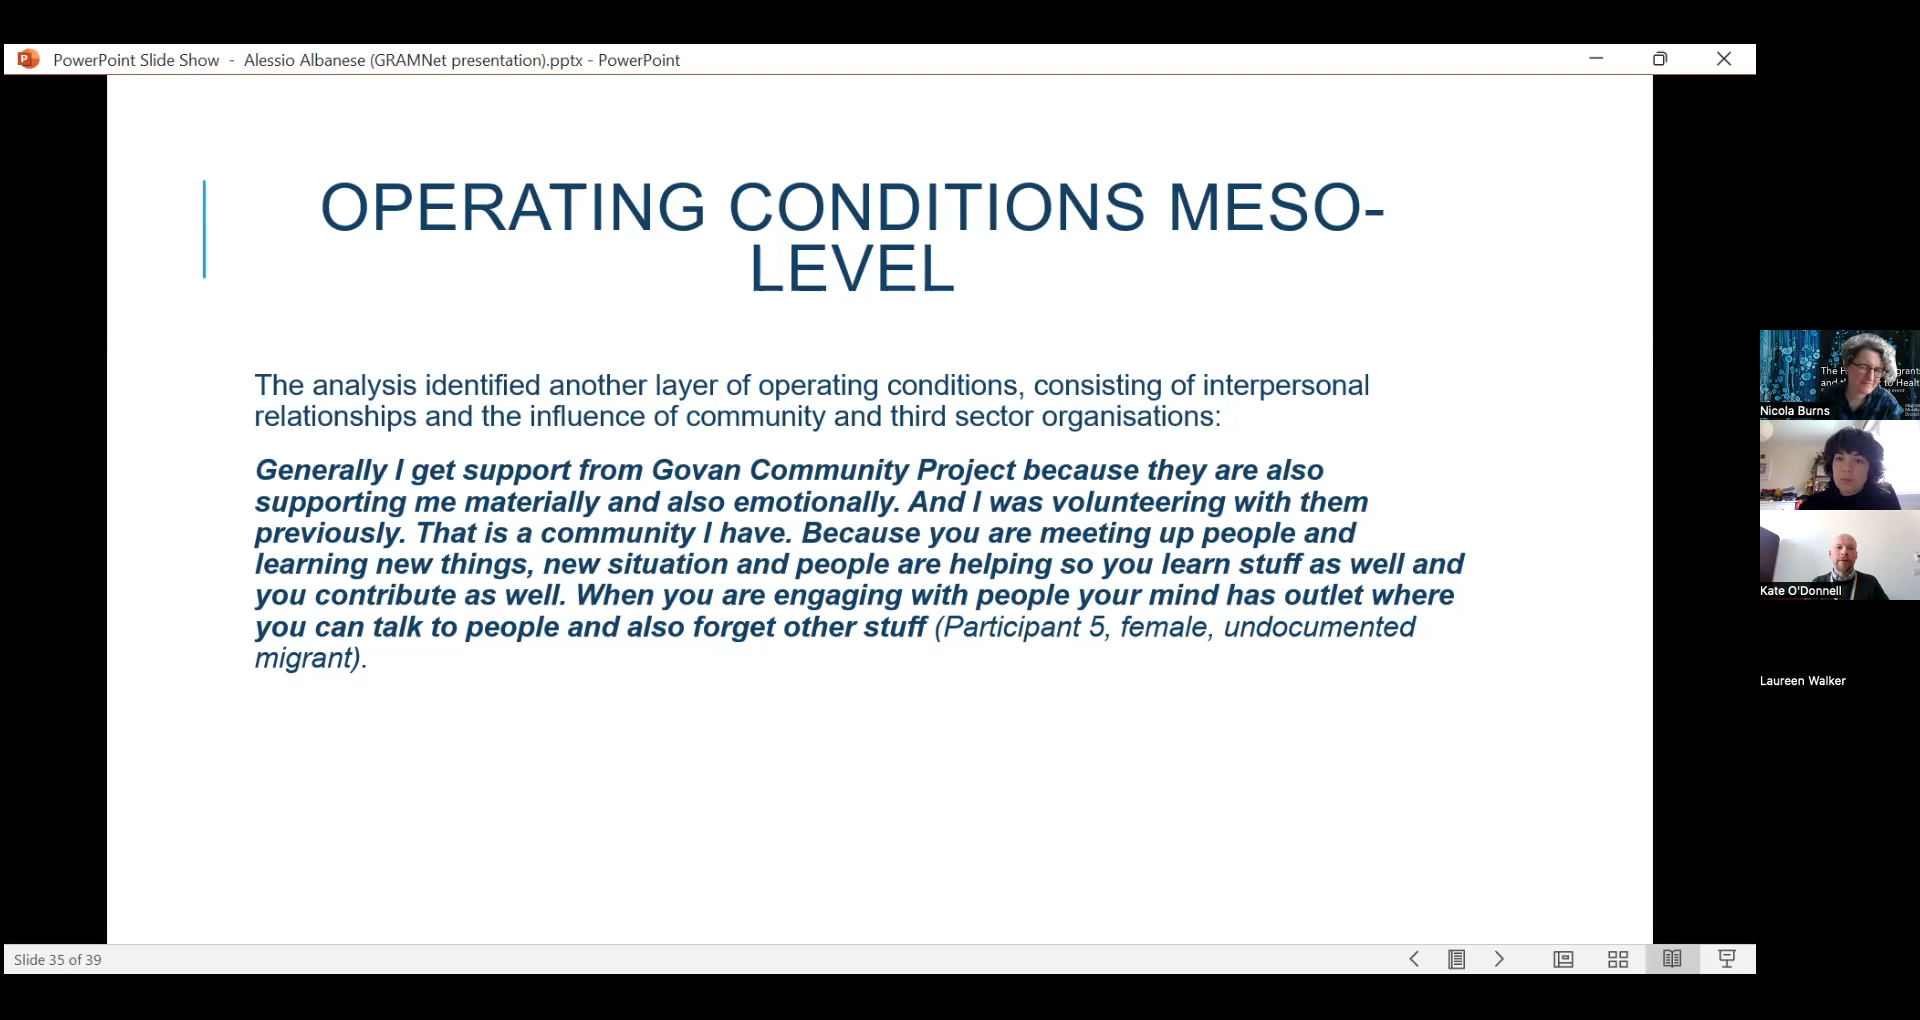 PowerPoint Slide Show - Alessio Albanese (GRAMNet presentation).pptx - PowerPoint
OPERATING CONDITIONS MESO-
LEVEL
The analysis identified another layer of operating conditions, consisting of interpersonal
relationships and the influence of community and third sector organisations:
Generally I get support from Govan Community Project because they are also
supporting me materially and also emotionally. And I was volunteering with them
previously. That is a community I have. Because you are meeting up people and
learning new things, new situation and people are helping so you learn stuff as well and
you contribute as well. When you are engaging with people your mind has outlet where
you can talk to people and also forget other stuff (Participant 5, female, undocumented
migrant).
The
and
to Healt
Nicola Burns
Kate O'Donnell
Laureen Walker
Slide 35 of 39